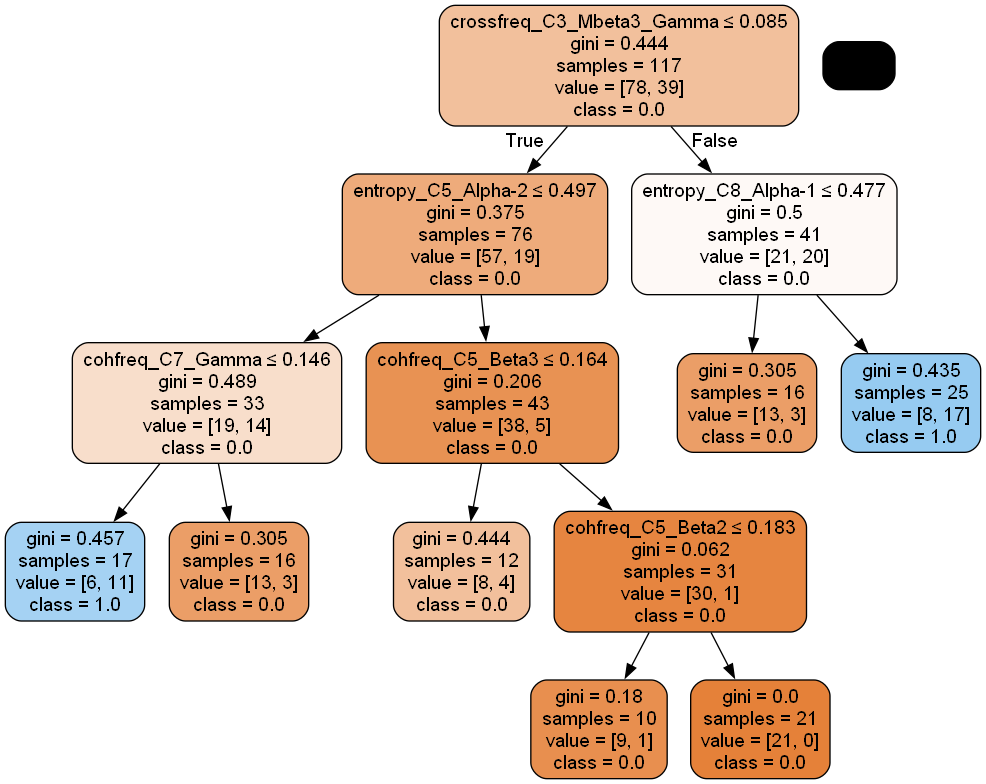 crossfreq_C3_Mbeta3_Gamma ≤ 0.085
gini = 0.444
samples = 117
value = [78, 39]
class = 0.0
True
False
entropy_C5_Alpha-2 ≤ 0.497
gini = 0.375
samples = 76
value = [57, 19]
class = 0.0
entropy_C8_Alpha-1 ≤ 0.477
gini = 0.5
samples = 41
value = [21, 20]
class = 0.0
cohfreq_C7_Gamma ≤ 0.146
gini = 0.489
samples = 33
value = [19, 14]
class = 0.0
cohfreq_C5_Beta3 ≤ 0.164
gini = 0.206
samples = 43
value = [38, 5]
class = 0.0
gini = 0.305
samples = 16
value = [13, 3]
class = 0.0
gini = 0.435
samples = 25
value = [8, 17]
class = 1.0
gini = 0.457
samples = 17
value = [6, 11]
class = 1.0
gini = 0.305
samples = 16
value = [13, 3]
class = 0.0
gini = 0.444
samples = 12
value = [8, 4]
class = 0.0
cohfreq_C5_Beta2 ≤ 0.183
gini = 0.062
samples = 31
value = [30, 1]
class = 0.0
gini = 0.18
samples = 10
value = [9, 1]
class = 0.0
gini = 0.0
samples = 21
value = [21, 0]
class = 0.0